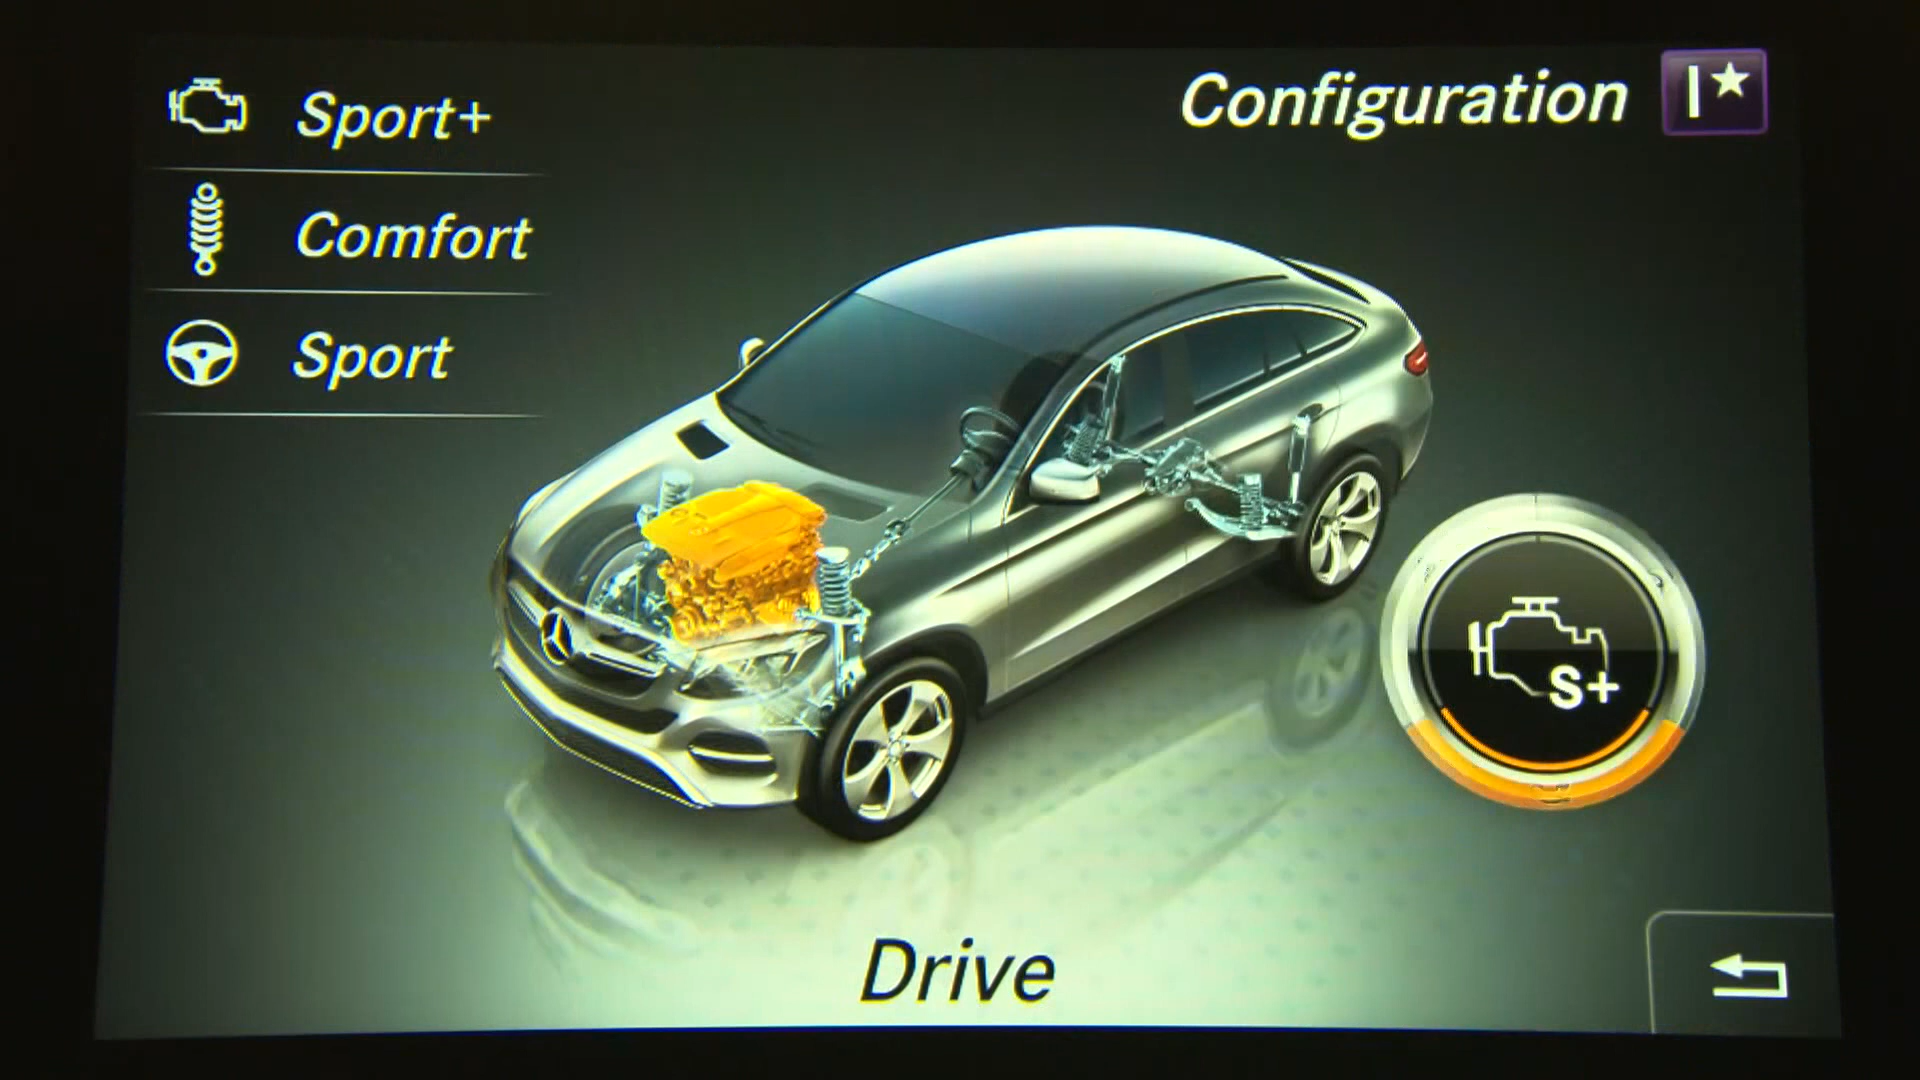 Sport+
Configuration I★
Comfort
Sport
S+
Drive